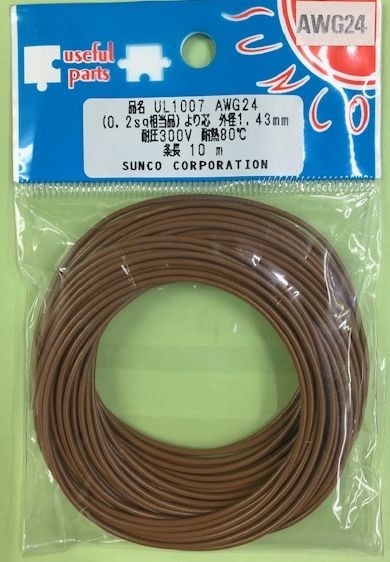 useful
parts
SUNCO
AWG24
品名 UL1007 AWG24
(0.2sq相当品)より芯 外径1.43mm
耐圧300V 耐熱80℃
条長 10 m
SUNCO CORPORATION